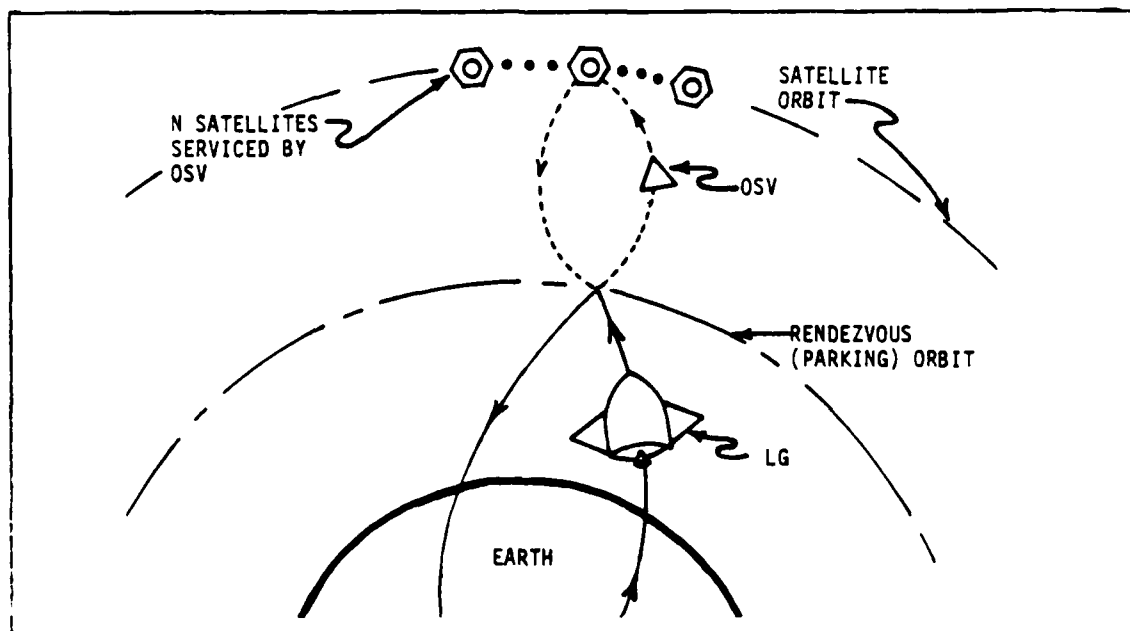 SATELLITE
ORBIT
N SATELLITES
SERVICED BY
OSV
OSV
RENDEZVOUS
(PARKING) ORBIT
LG
EARTH